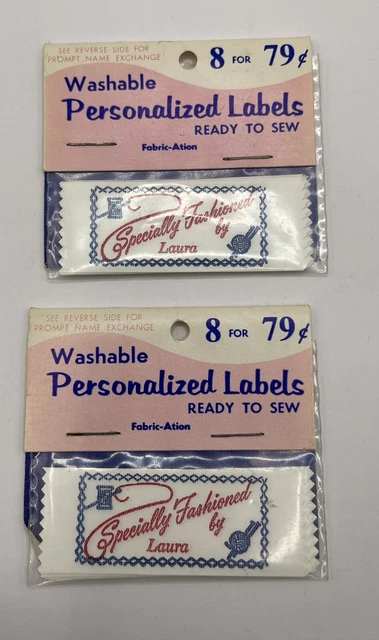 SEE REVERSE SIDE FOR
PROMPT NAME EXCHANGE
8 FOR 79¢
Washable
Personalized Labels
READY TO SEW
Fabric-Ation
Specially Fashioned
by
Laura
SEE REVERSE SIDE FOR
PROMPT NAME EXCHANGE
8 FOR 79¢
Washable
Personalized Labels
READY TO SEW
Fabric-Ation
Specially Fashioned
by
Laura